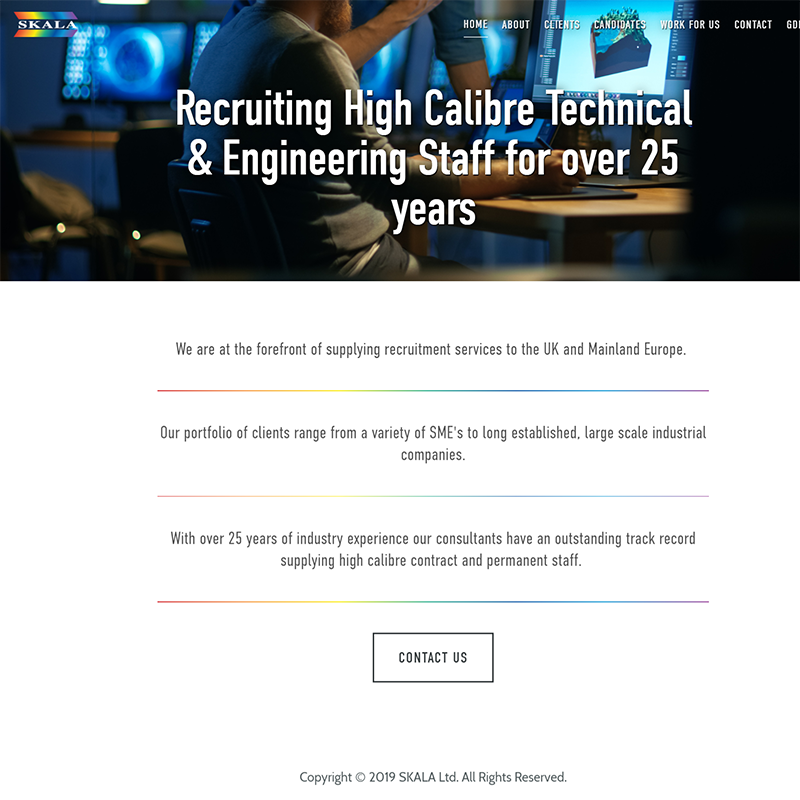 SKALA
HOME ABOUT CLIENTS CANDIDATES WORK FOR US CONTACT
Recruiting High Calibre Technical
& Engineering Staff for over 25
years
We are at the forefront of supplying recruitment services to the UK and Mainland Europe.
Our portfolio of clients range from a variety of SME's to long established, large scale industrial
companies.
With over 25 years of industry experience our consultants have an outstanding track record
supplying high calibre contract and permanent staff.
CONTACT US
Copyright © 2019 SKALA Ltd. All Rights Reserved.